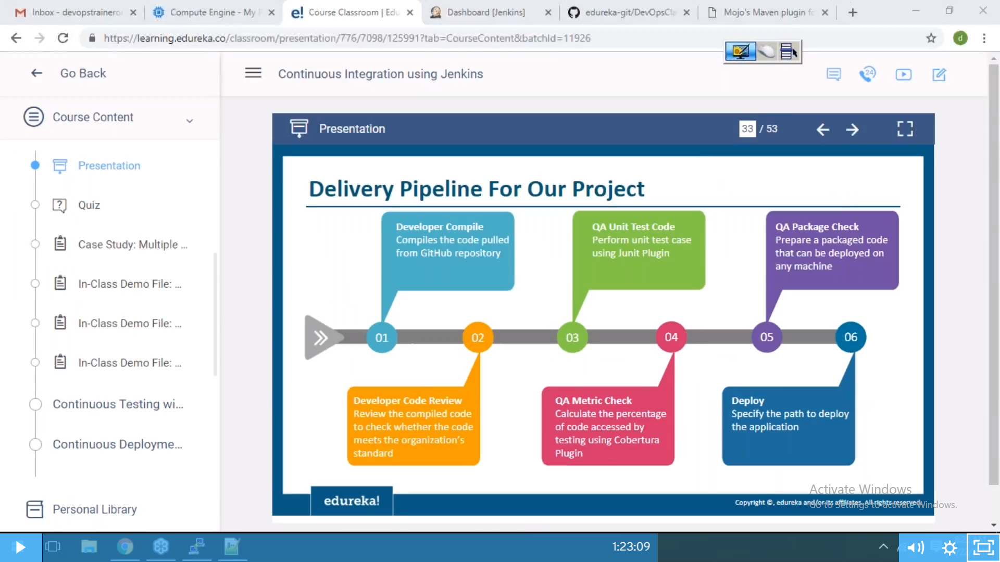 Inbox - devopstraineror
Compute Engine - My P
Course Classroom | Edu
Dashboard [Jenkins]
edureka-git/DevOpsCla
Mojo's Maven plugin fo
https://learning.edureka.co/classroom/presentation/776/7098/125991?tab=CourseContent&batchId=11926
d
Go Back
Continuous Integration using Jenkins
24
Course Content
Presentation
33 / 53
Presentation
Quiz
Case Study: Multiple ...
In-Class Demo File: ...
In-Class Demo File: ...
In-Class Demo File: ...
Continuous Testing wi...
Continuous Deployme...
Personal Library
Delivery Pipeline For Our Project
Developer Compile
Compiles the code pulled
from GitHub repository
QA Unit Test Code
Perform unit test case
using Junit Plugin
QA Package Check
Prepare a packaged code
that can be deployed on
any machine
01
02
03
04
05
06
Developer Code Review
Review the compiled code
to check whether the code
meets the organization's
standard
QA Metric Check
Calculate the percentage
of code accessed by
testing using Cobertura
Plugin
Deploy
Specify the path to deploy
the application
edureka!
Copyright ©, edureka and/or its affiliates. All rights reserved.
Activate Windows
Go to Settings to activate Windows.
1:23:09